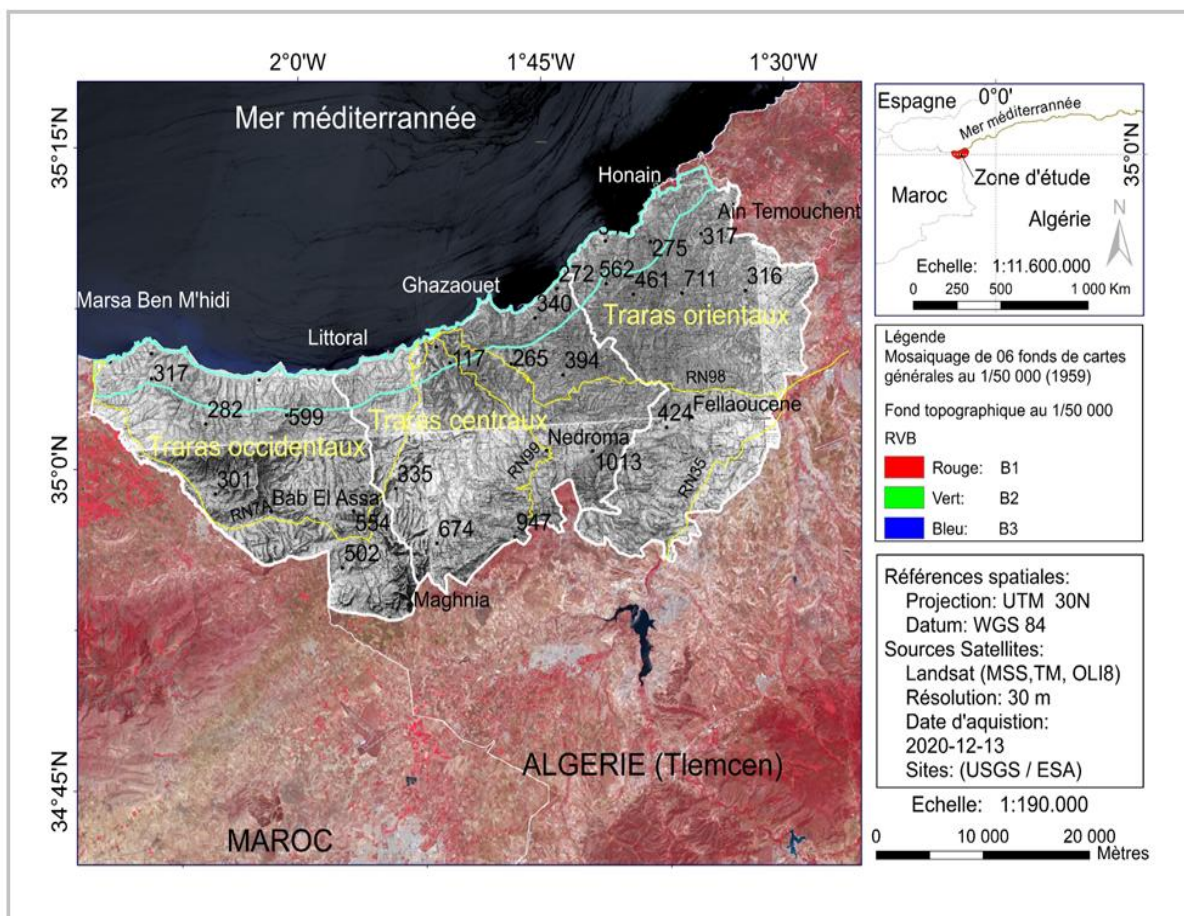 2°0'W
1°45'W
1°30'W
35°15'N
35°0'N
34°45'N
Mer méditerrannée
Honain
Ain Temouchent
275
317
272
562
461
711
316
Ghazaouet
340
Marsa Ben M'hidi
Littoral
Traras orientaux
117
265
394
317
RN98
282
599
Traras centraux
424
Fellaoucene
Traras occidentaux
Nedroma
RN99
1013
335
301
RN35
Bab El Assa
RN7A
554
947
674
502
Maghnia
ALGERIE (Tlemcen)
MAROC
Espagne
0°0'
Mer méditerrannée
35°0'N
Zone d'étude
Maroc
Algérie
N
Echelle: 1:11.600.000
0 250 500 1 000 Km
Légende
Mosaiquage de 06 fonds de cartes
générales au 1/50 000 (1959)
Fond topographique au 1/50 000
RVB
Rouge: B1
Vert: B2
Bleu: B3
Références spatiales:
Projection: UTM 30N
Datum: WGS 84
Sources Satellites:
Landsat (MSS,TM, OLI8)
Résolution: 30 m
Date d'aquistion:
2020-12-13
Sites: (USGS / ESA)
Echelle: 1:190.000
0 10 000 20 000
Mètres